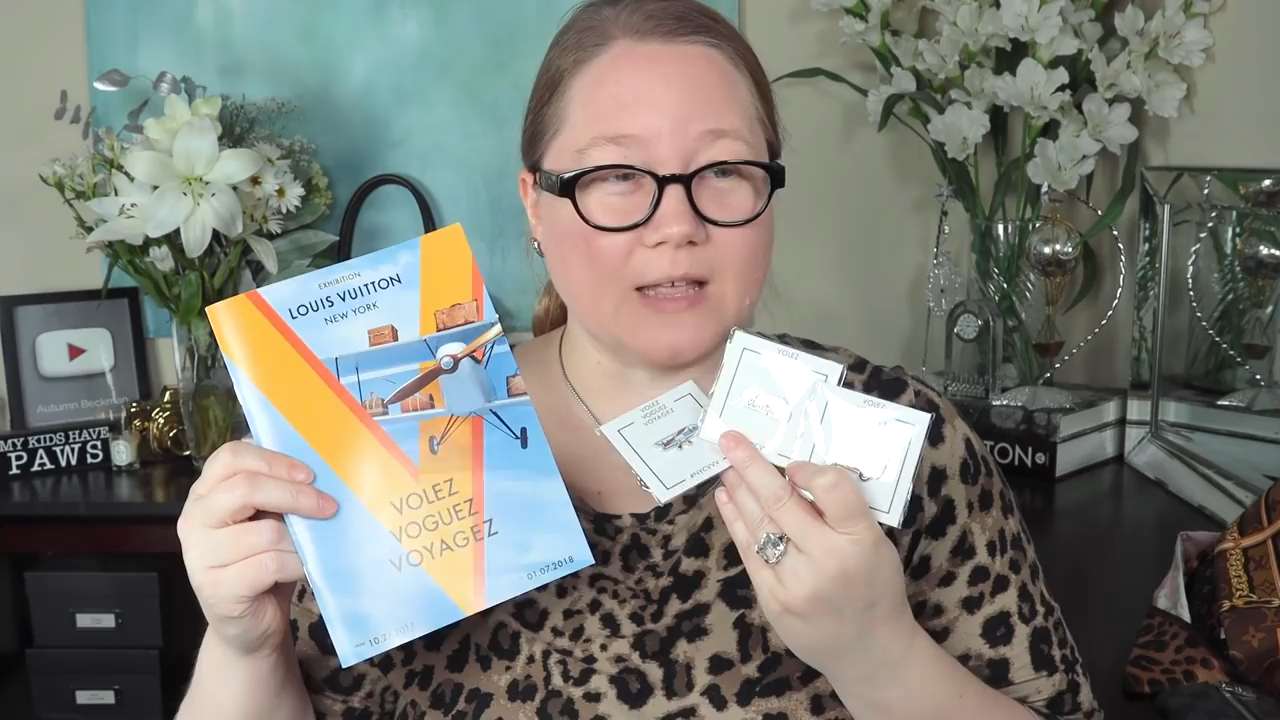 EXHIBITION
LOUIS VUITTON
NEW YORK
VOLEZ
VOGUEZ
VOYAGEZ
01.07.2018
VOLEZ
VOGUEZ
VOYAGEZ
#NYCVVV
VOLEZ
VOLEZ
Autumn Beckman
MY KIDS HAVE
PAWS